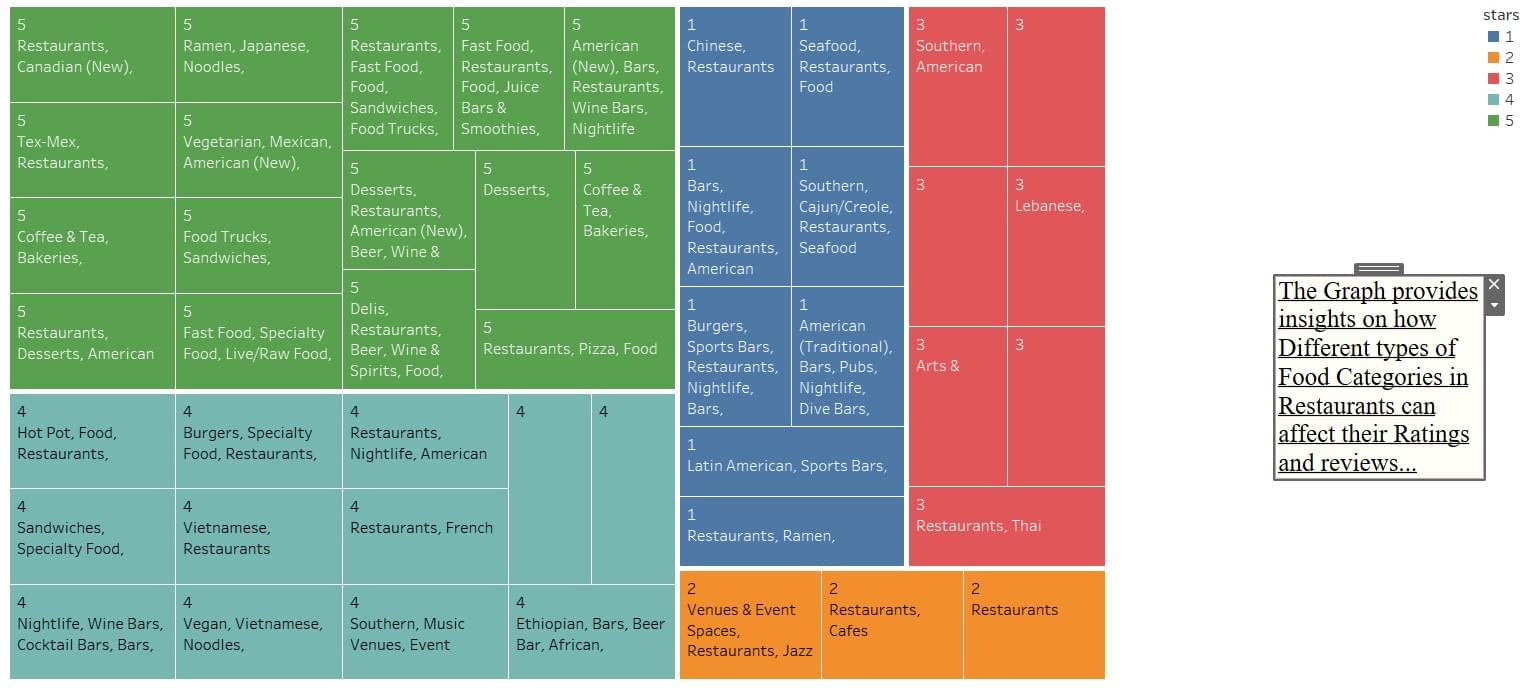 5
Restaurants,
Canadian (New),
5
Ramen, Japanese,
Noodles,
5
Tex-Mex,
Restaurants,
5
Vegetarian, Mexican,
American (New),
5
Coffee & Tea,
Bakeries,
5
Food Trucks,
Sandwiches,
5
Restaurants,
Desserts, American
5
Fast Food, Specialty
Food, Live/Raw Food,
5
Restaurants,
Fast Food,
Food,
Sandwiches,
Food Trucks,
5
Fast Food,
Restaurants,
Food, Juice
Bars &
Smoothies,
5
American
(New), Bars,
Restaurants,
Wine Bars,
Nightlife
5
Desserts,
Restaurants,
American (New),
Beer, Wine &
5
Desserts,
5
Coffee &
Tea,
Bakeries,
5
Delis,
Restaurants,
Beer, Wine &
Spirits, Food,
5
Restaurants, Pizza, Food
4
Hot Pot, Food,
Restaurants,
4
Burgers, Specialty
Food, Restaurants,
4
Restaurants,
Nightlife, American
4
4
4
Sandwiches,
Specialty Food,
4
Vietnamese,
Restaurants
4
Restaurants, French
4
Nightlife, Wine Bars,
Cocktail Bars, Bars,
4
Vegan, Vietnamese,
Noodles,
4
Southern, Music
Venues, Event
4
Ethiopian, Bars, Beer
Bar, African,
1
Chinese,
Restaurants
1
Seafood,
Restaurants,
Food
1
Bars,
Nightlife,
Food,
Restaurants,
American
1
Southern,
Cajun/Creole,
Restaurants,
Seafood
1
Burgers,
Sports Bars,
Restaurants,
Nightlife,
Bars,
1
American
(Traditional),
Bars, Pubs,
Nightlife,
Dive Bars,
1
Latin American, Sports Bars,
1
Restaurants, Ramen,
3
Southern,
American
3
3
3
Lebanese,
3
Arts &
3
3
Restaurants, Thai
2
Venues & Event
Spaces,
Restaurants, Jazz
2
Restaurants,
Cafes
2
Restaurants
stars
1
2
3
4
5
The Graph provides
insights on how
Different types of
Food Categories in
Restaurants can
affect their Ratings
and reviews...